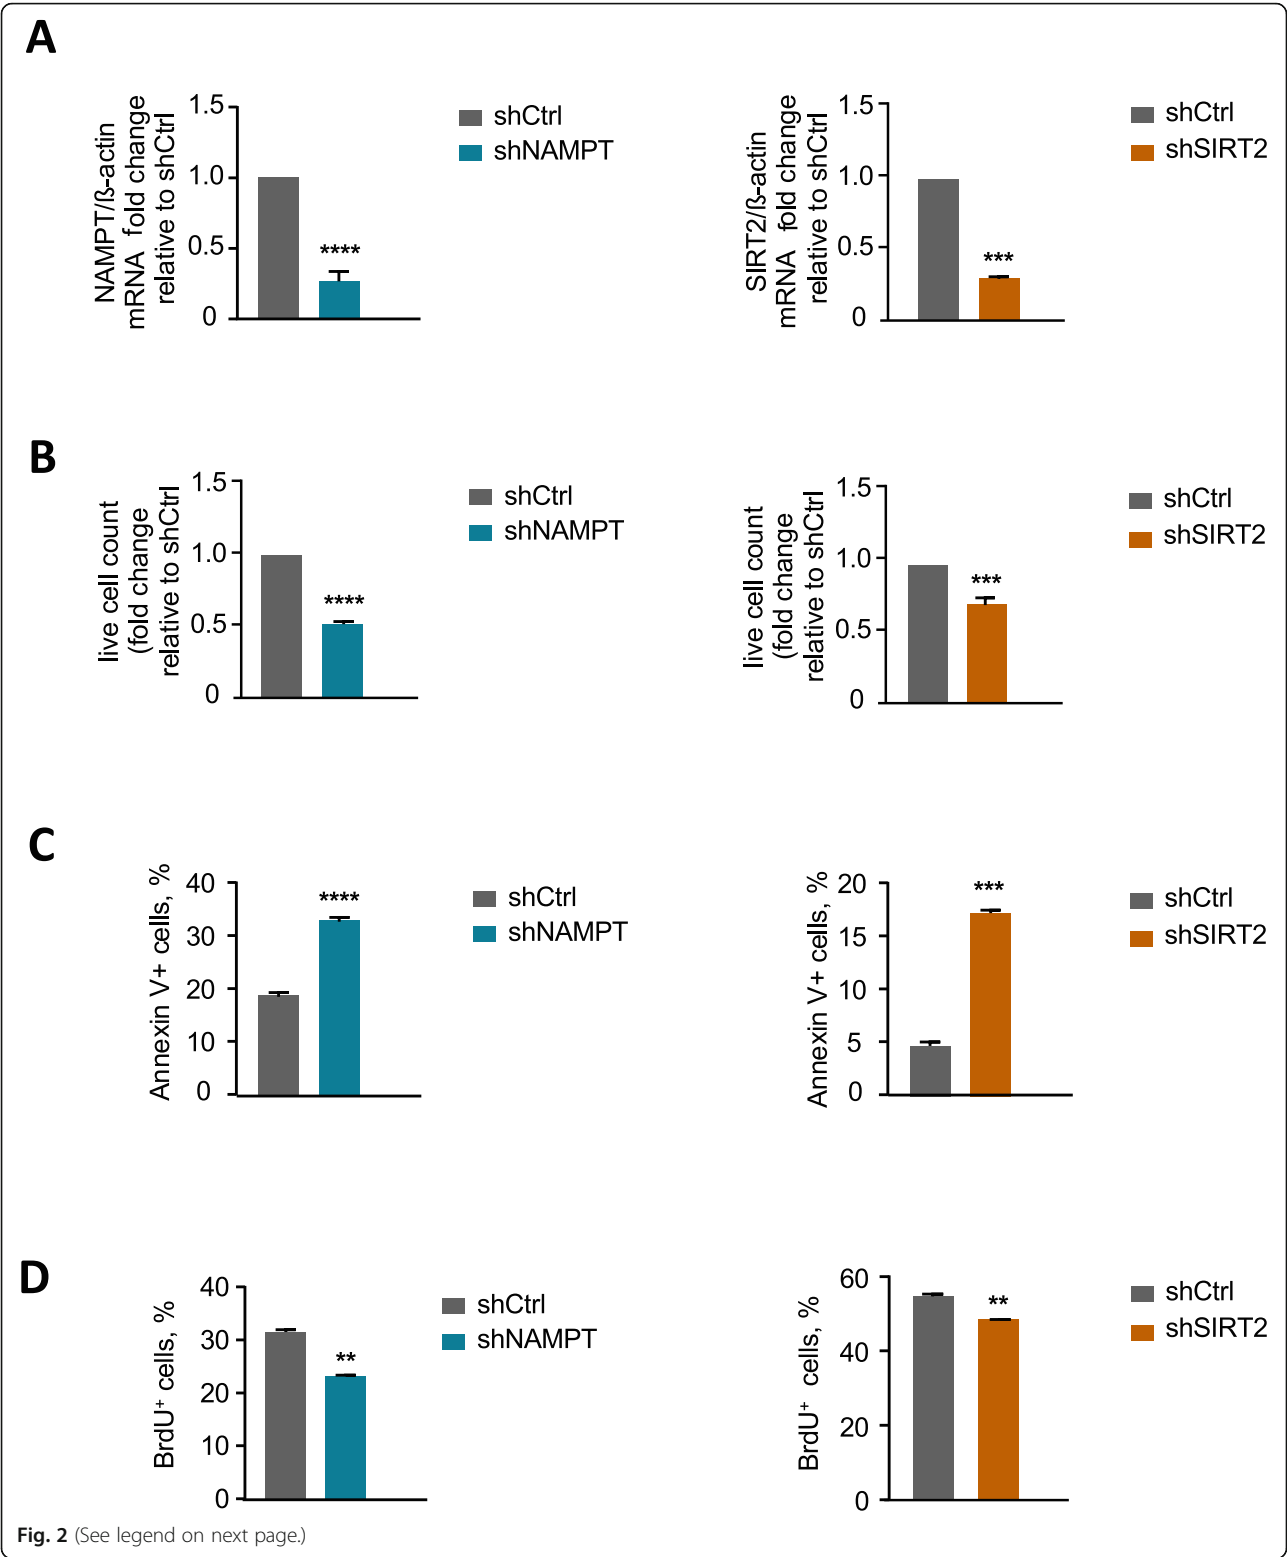 A
NAMPT/ß-actin
mRNA fold change
relative to shCtrl
1.5
1.0
0.5
0
****
shCtrl
shNAMPT
SIRT2/ß-actin
mRNA fold change
relative to shCtrl
1.5
1.0
0.5
0
***
shCtrl
shSIRT2
B
live cell count
(fold change
relative to shCtrl
1.5
1.0
0.5
0
****
shCtrl
shNAMPT
live cell count
(fold change
relative to shCtrl
1.5
1.0
0.5
0
***
shCtrl
shSIRT2
C
Annexin V+ cells, %
40
30
20
10
0
****
shCtrl
shNAMPT
Annexin V+ cells, %
20
15
10
5
0
***
shCtrl
shSIRT2
D
BrdU⁺ cells, %
40
30
20
10
0
**
shCtrl
shNAMPT
BrdU⁺ cells, %
60
40
20
0
**
shCtrl
shSIRT2
Fig. 2 (See legend on next page.)